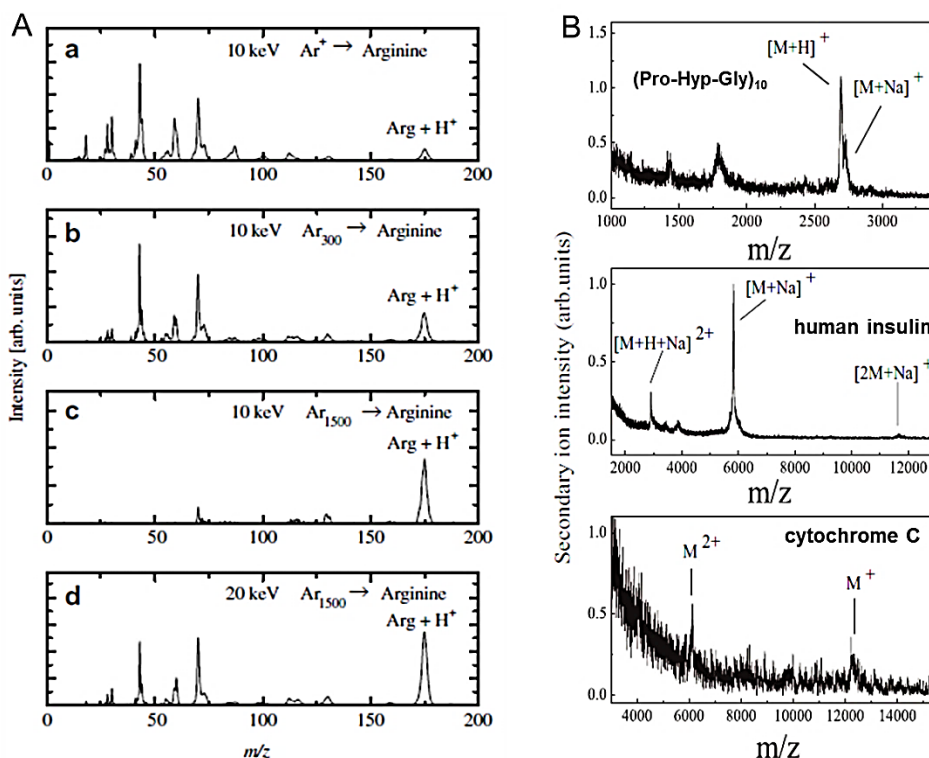 A
Intensity [arb. units]
a
10 keV Ar+ → Arginine
Arg + H+
0 50 100 150 200
b
10 keV Ar300 → Arginine
Arg + H+
0 50 100 150 200
c
10 keV Ar1500 → Arginine
Arg + H+
0 50 100 150 200
d
20 keV Ar1500 → Arginine
Arg + H+
0 50 100 150 200
m/z
B
Secondary ion intensity (arb.units)
1.5
1.0
0.5
0.0
[M+H]+
(Pro-Hyp-Gly)10
[M+Na]+
1000 1500 2000 2500 3000
m/z
1.0
0.5
0.0
[M+Na]+
human insulin
[M+H+Na]2+
[2M+Na]+
2000 4000 6000 8000 10000 12000
m/z
1.0
0.5
0.0
cytochrome C
M2+
M+
4000 6000 8000 10000 12000 14000
m/z